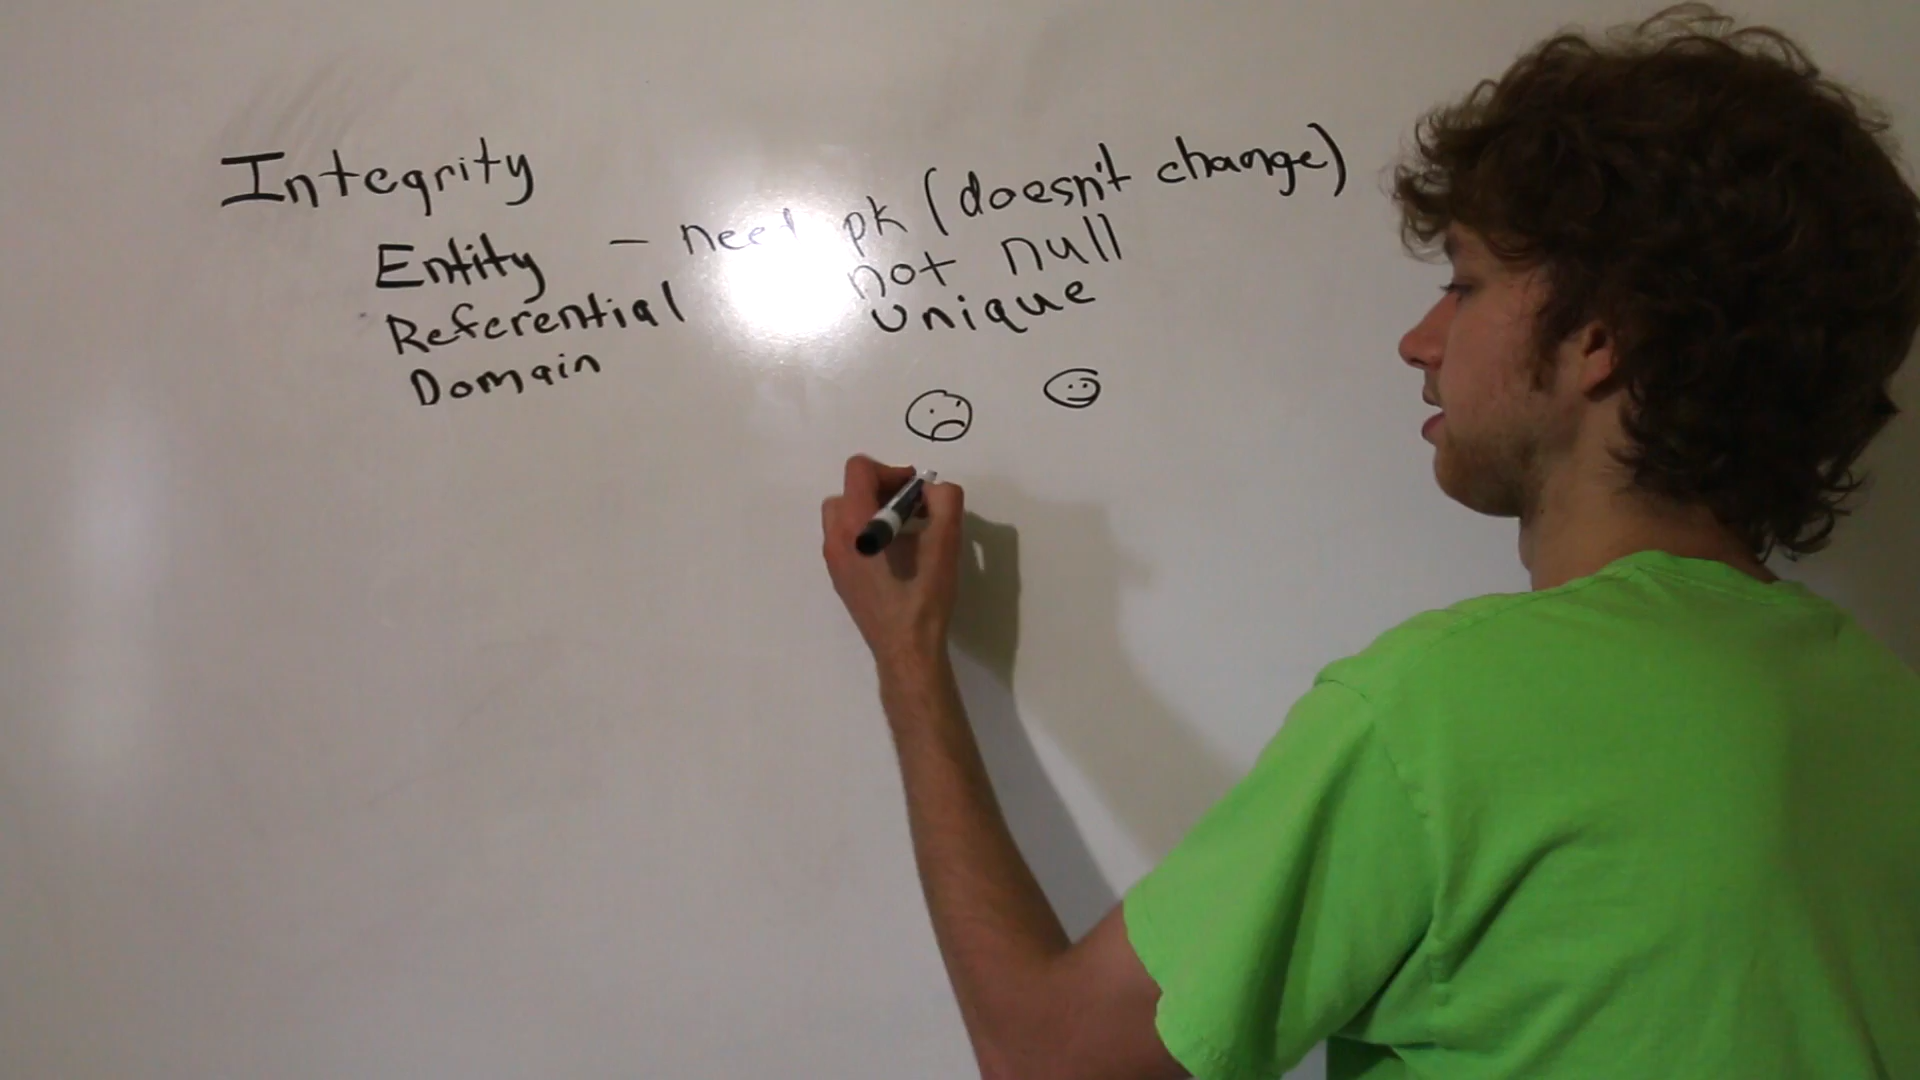 Integrity
Entity – need pk (doesn't change)
not null
Referential
unique
Domain